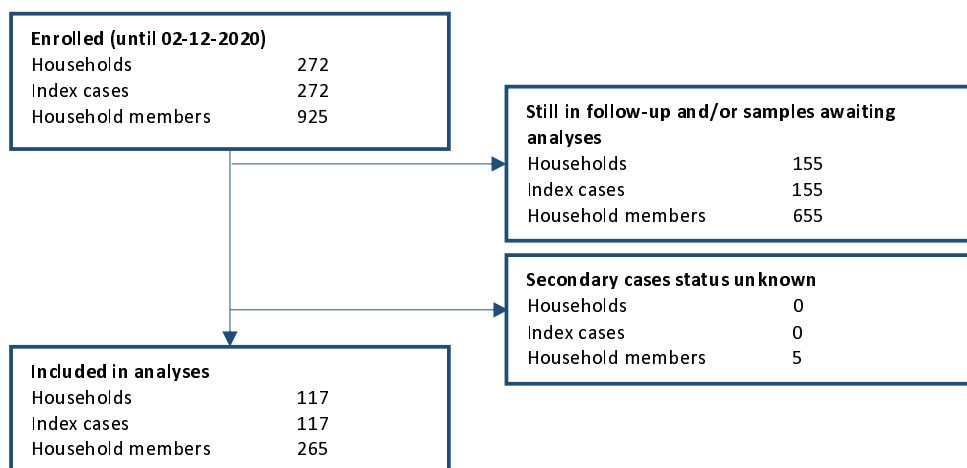 Enrolled (until 02-12-2020)
Households 272
Index cases 272
Household members 925
Still in follow-up and/or samples awaiting
analyses
Households 155
Index cases 155
Household members 655
Secondary cases status unknown
Households 0
Index cases 0
Household members 5
Included in analyses
Households 117
Index cases 117
Household members 265